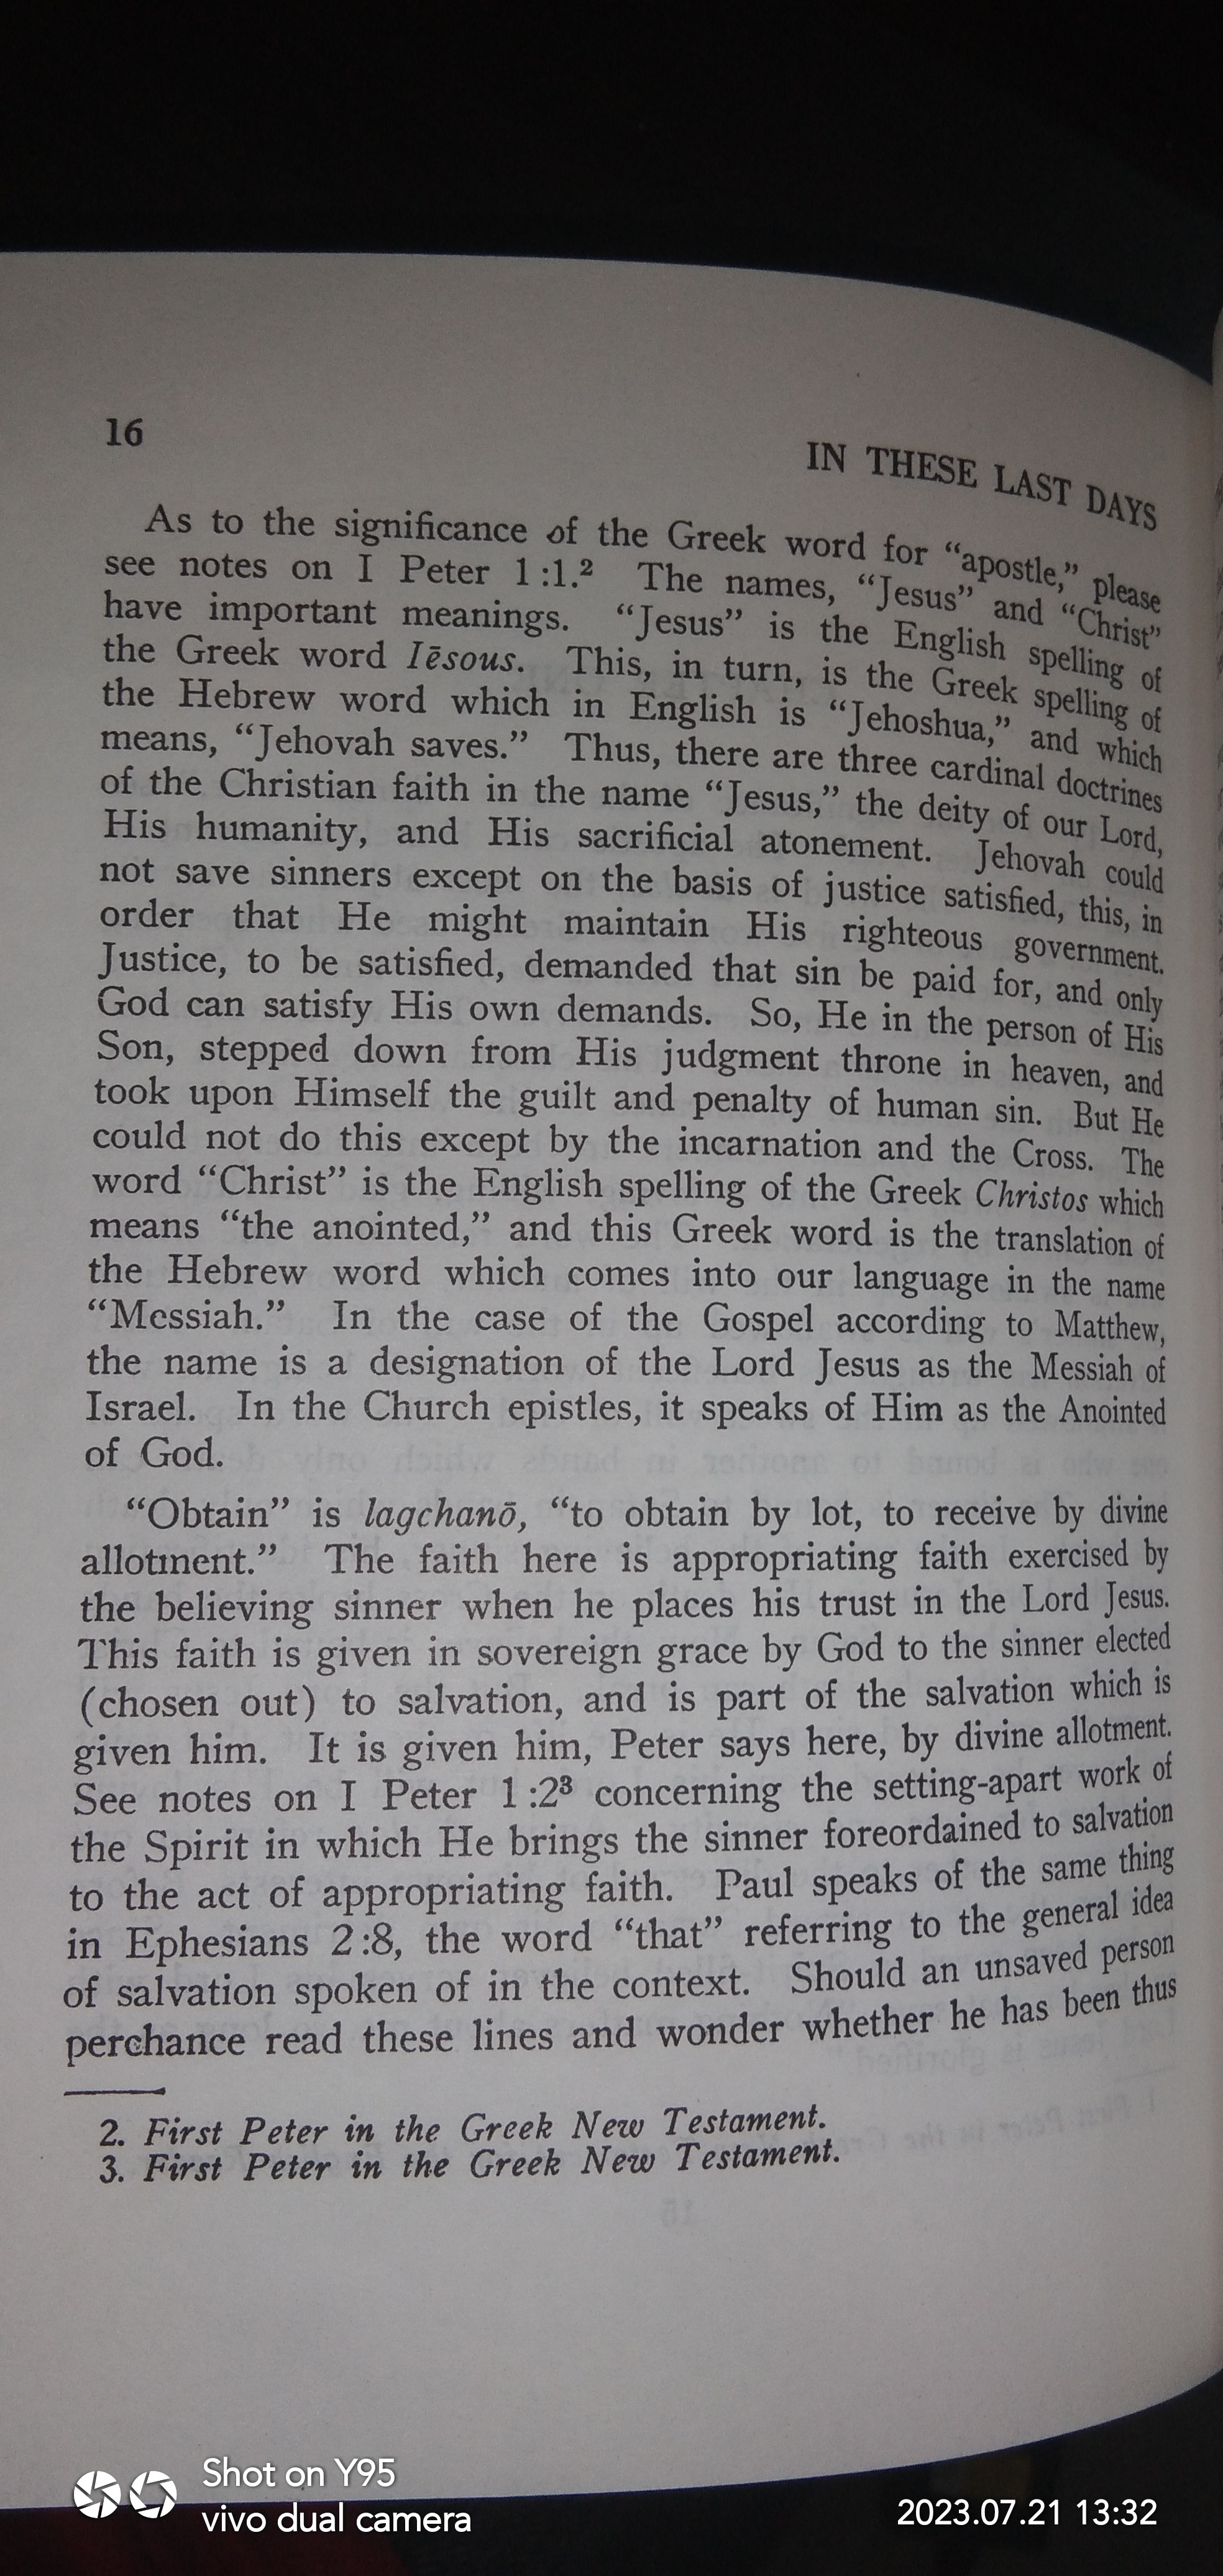 16
IN THESE LAST DAYS
As to the significance of the Greek word for “apostle,” please
see notes on I Peter 1:1.² The names, “Jesus” and “Christ”
have important meanings. “Jesus” is the English spelling of
the Greek word Iēsous. This, in turn, is the Greek spelling of
the Hebrew word which in English is “Jehoshua,” and which
means, “Jehovah saves.” Thus, there are three cardinal doctrines
of the Christian faith in the name “Jesus,” the deity of our Lord,
His humanity, and His sacrificial atonement. Jehovah could
not save sinners except on the basis of justice satisfied, this, in
order that He might maintain His righteous government.
Justice, to be satisfied, demanded that sin be paid for, and only
God can satisfy His own demands. So, He in the person of His
Son, stepped down from His judgment throne in heaven, and
took upon Himself the guilt and penalty of human sin. But He
could not do this except by the incarnation and the Cross. The
word “Christ” is the English spelling of the Greek Christos which
means “the anointed,” and this Greek word is the translation of
the Hebrew word which comes into our language in the name
“Messiah.” In the case of the Gospel according to Matthew,
the name is a designation of the Lord Jesus as the Messiah of
Israel. In the Church epistles, it speaks of Him as the Anointed
of God.
“Obtain” is lagchanō, “to obtain by lot, to receive by divine
allotment.” The faith here is appropriating faith exercised by
the believing sinner when he places his trust in the Lord Jesus.
This faith is given in sovereign grace by God to the sinner elected
(chosen out) to salvation, and is part of the salvation which is
given him. It is given him, Peter says here, by divine allotment.
See notes on I Peter 1:2³ concerning the setting-apart work of
the Spirit in which He brings the sinner foreordained to salvation
to the act of appropriating faith. Paul speaks of the same thing
in Ephesians 2:8, the word “that” referring to the general idea
of salvation spoken of in the context. Should an unsaved person
perchance read these lines and wonder whether he has been thus
2. First Peter in the Greek New Testament.
3. First Peter in the Greek New Testament.
Shot on Y95
vivo dual camera
2023.07.21 13:32